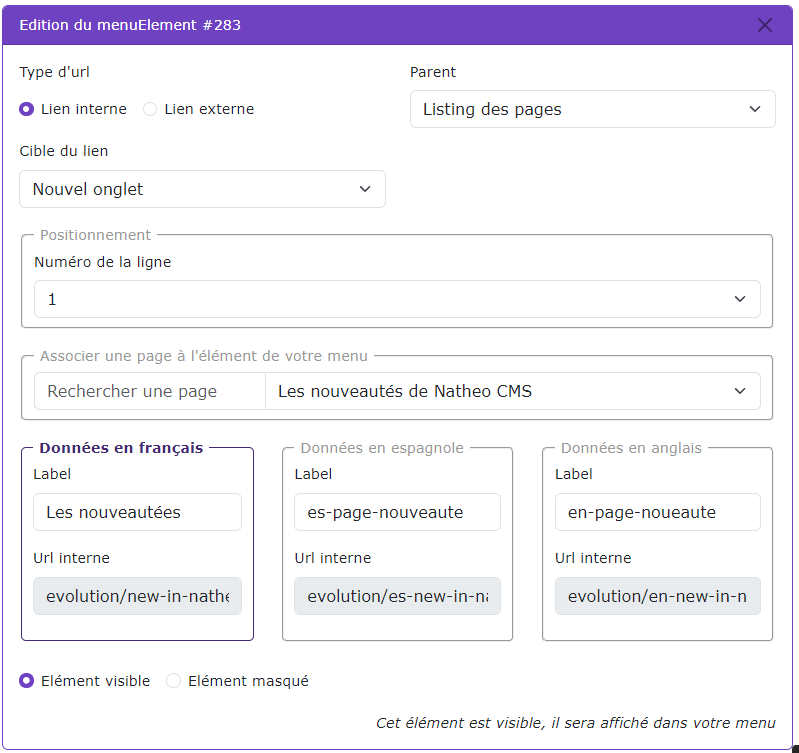 Edition du menuElement #283
Type d'url
Parent
Lien interne
Lien externe
Listing des pages
Cible du lien
Nouvel onglet
Positionnement
Numéro de la ligne
1
Associer une page à l'élément de votre menu
Rechercher une page
Les nouveautés de Natheo CMS
Données en français
Label
Les nouveautées
Url interne
evolution/new-in-nathe
Données en espagnole
Label
es-page-nouveaute
Url interne
evolution/es-new-in-na
Données en anglais
Label
en-page-noueaute
Url interne
evolution/en-new-in-n
Elément visible
Elément masqué
Cet élément est visible, il sera affiché dans votre menu